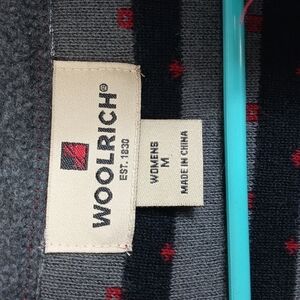 WOOLRICH®
EST. 1830
WOMENS
M
MADE IN CHINA